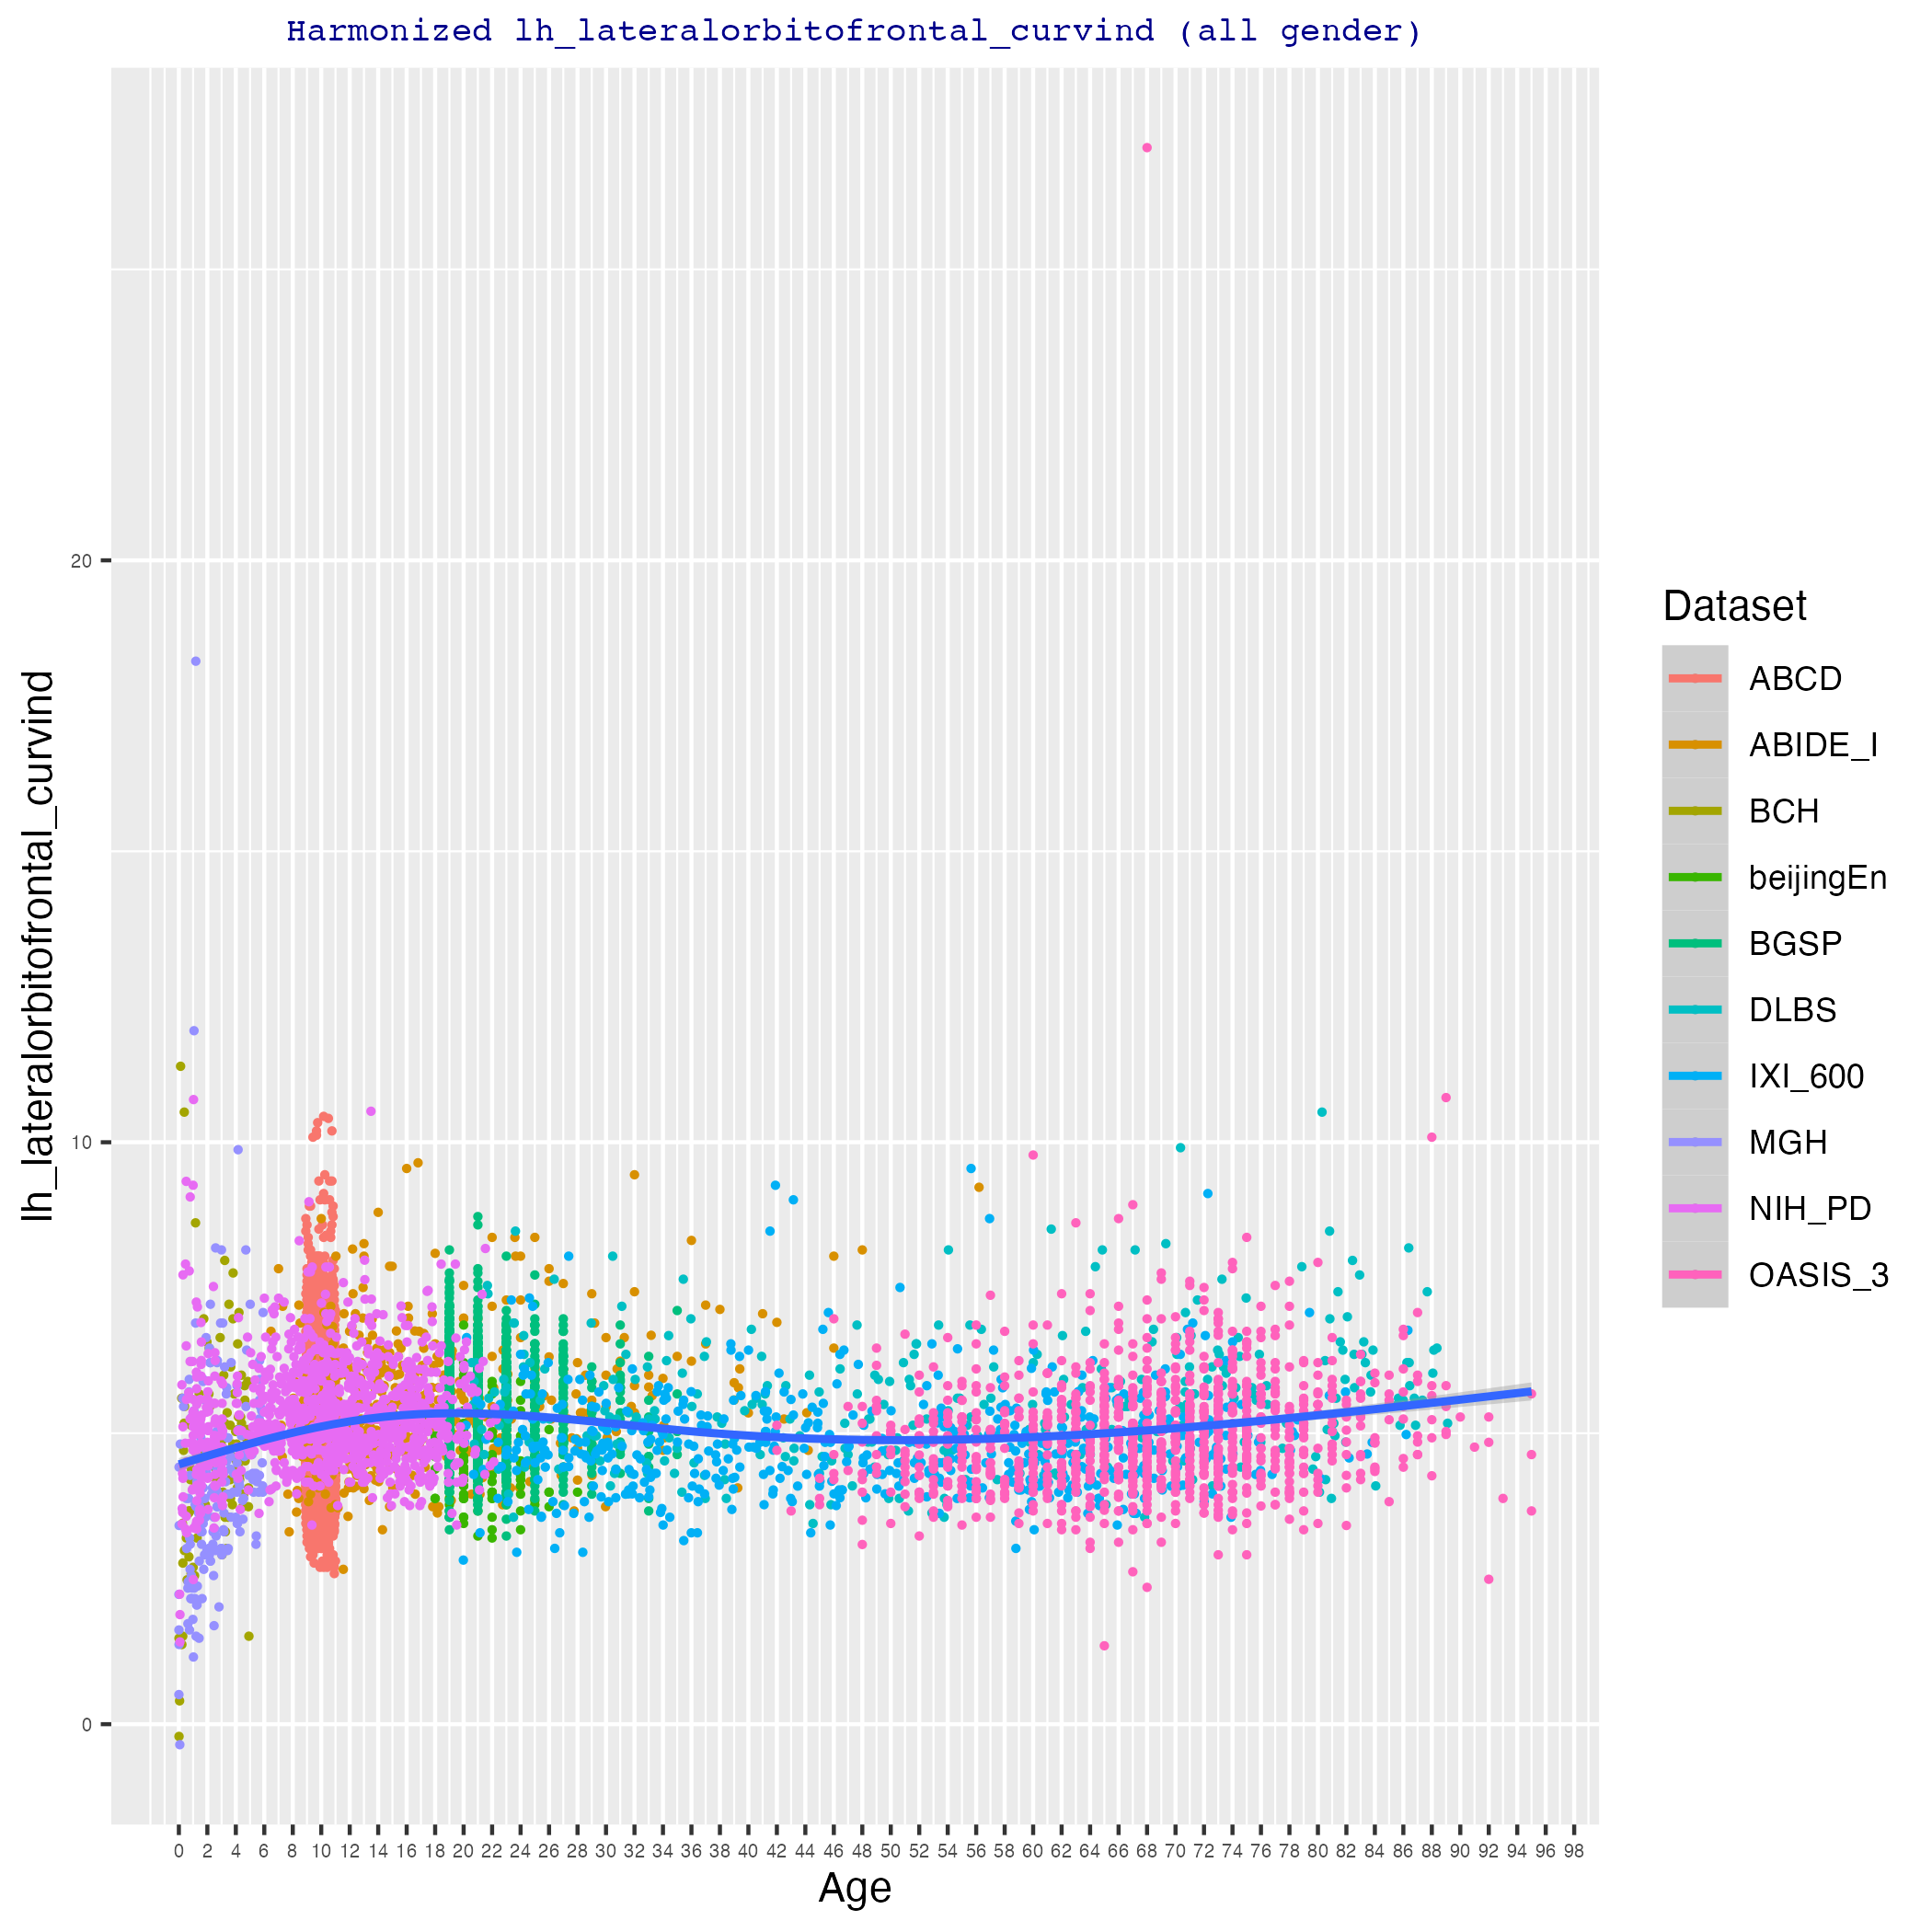 Harmonized lh_lateralorbitofrontal_curvind (all gender)
lh_lateralorbitofrontal_curvind
20
10
0
0 2 4 6 8 10 12 14 16 18 20 22 24 26 28 30 32 34 36 38 40 42 44 46 48 50 52 54 56 58 60 62 64 66 68 70 72 74 76 78 80 82 84 86 88 90 92 94 96 98
Age
Dataset
ABCD
ABIDE_I
BCH
beijingEn
BGSP
DLBS
IXI_600
MGH
NIH_PD
OASIS_3